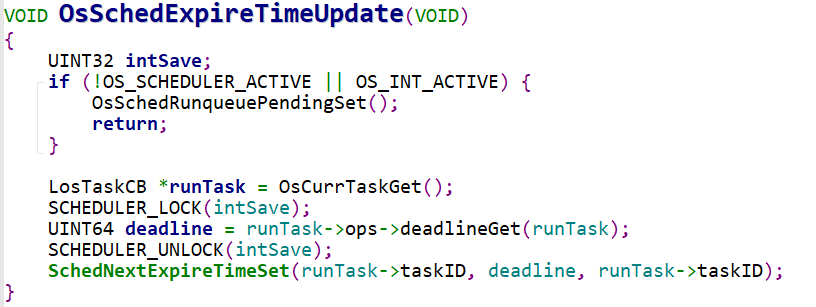 VOID OsSchedExpireTimeUpdate(VOID)
{
    UINT32 intSave;
    if (!OS_SCHEDULER_ACTIVE || OS_INT_ACTIVE) {
        OsSchedRunqueuePendingSet();
        return;
    }
    LosTaskCB *runTask = OsCurrTaskGet();
    SCHEDULER_LOCK(intSave);
    UINT64 deadline = runTask->ops->deadlineGet(runTask);
    SCHEDULER_UNLOCK(intSave);
    SchedNextExpireTimeSet(runTask->taskID, deadline, runTask->taskID);
}